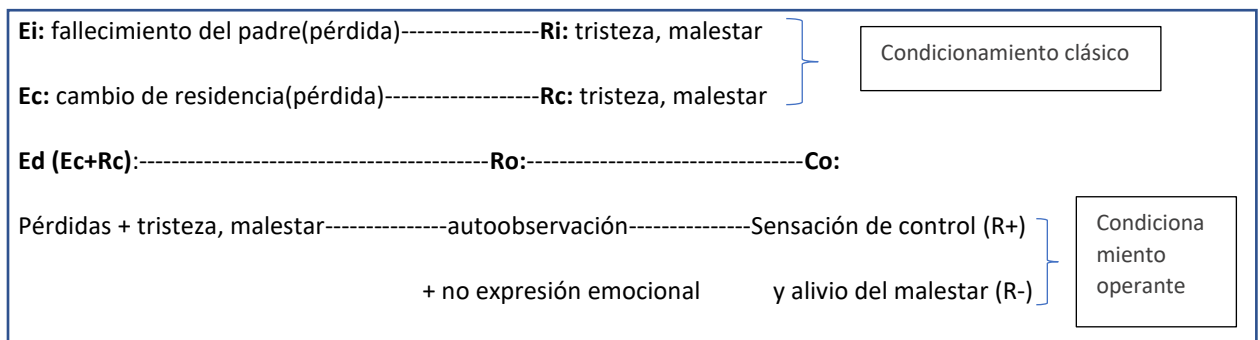 Ei: fallecimiento del padre(pérdida)-----------------Ri: tristeza, malestar
Condicionamiento clásico
Ec: cambio de residencia(pérdida)-------------------Rc: tristeza, malestar
Ed (Ec+Rc):-------------------------------------------Ro:----------------------------------Co:
Pérdidas + tristeza, malestar---------------autoobservación---------------Sensación de control (R+)
+ no expresión emocional y alivio del malestar (R-)
Condiciona
miento
operante